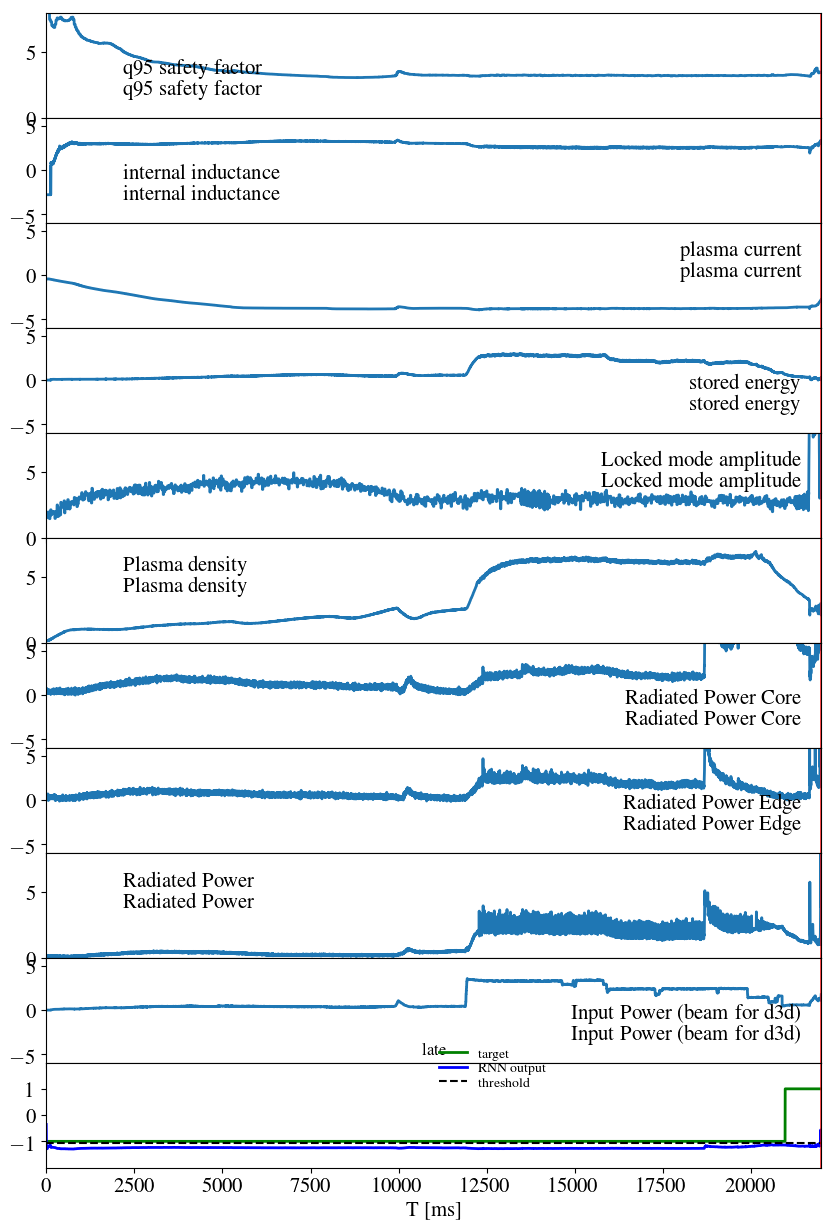 5
q95 safety factor
q95 safety factor
0
5
0
internal inductance
internal inductance
−5
5
plasma current
0
plasma current
−5
5
0
stored energy
stored energy
−5
Locked mode amplitude
5
Locked mode amplitude
0
Plasma density
5
Plasma density
0
5
0
Radiated Power Core
Radiated Power Core
−5
5
0
Radiated Power Edge
Radiated Power Edge
−5
Radiated Power
5
Radiated Power
0
5
0
Input Power (beam for d3d)
Input Power (beam for d3d)
−5
late
target
RNN output
threshold
1
0
−1
0 2500 5000 7500 10000 12500 15000 17500 20000
T [ms]